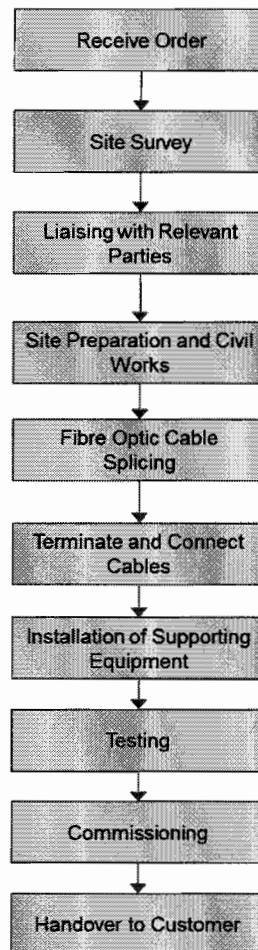 Receive Order
Site Survey
Liaising with Relevant
Parties
Site Preparation and Civil
Works
Fibre Optic Cable
Splicing
Terminate and Connect
Cables
Installation of Supporting
Equipment
Testing
Commissioning
Handover to Customer